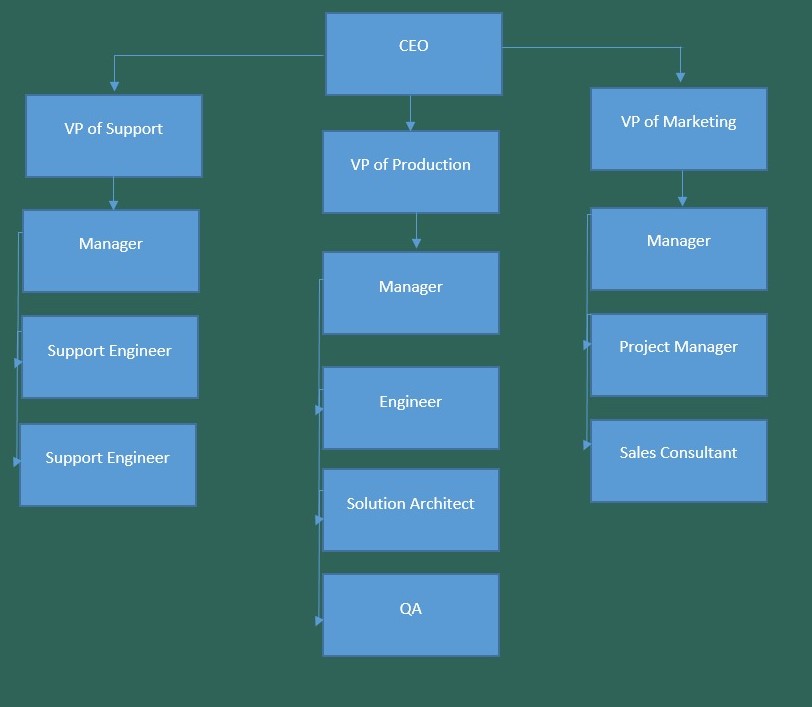 CEO
VP of Support
VP of Production
VP of Marketing
Manager
Support Engineer
Support Engineer
Manager
Engineer
Solution Architect
QA
Manager
Project Manager
Sales Consultant